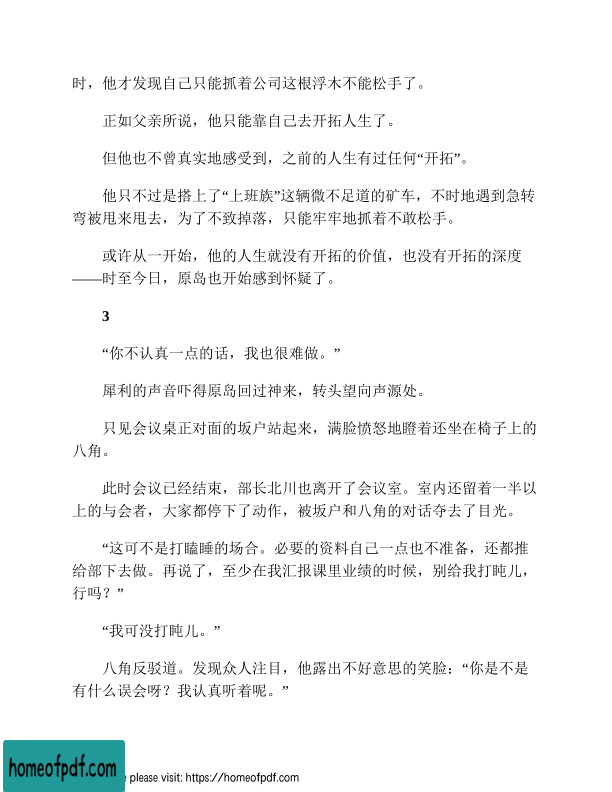 时，他才发现自己只能抓着公司这根浮木不能松手了。
正如父亲所说，他只能靠自己去开拓人生了。
但他也不曾真实地感受到，之前的人生有过任何“开拓”。
他只不过是搭上了“上班族”这辆微不足道的矿车，不时地遇到急转
弯被甩来甩去，为了不致掉落，只能牢牢地抓着不敢松手。
或许从一开始，他的人生就没有开拓的价值，也没有开拓的深度
——时至今日，原岛也开始感到怀疑了。
3
“你不认真一点的话，我也很难做。”
犀利的声音吓得原岛回过神来，转头望向声源处。
只见会议桌正对面的坂户站起来，满脸愤怒地瞪着还坐在椅子上的
八角。
此时会议已经结束，部长北川也离开了会议室。室内还留着一半以
上的与会者，大家都停下了动作，被坂户和八角的对话夺去了目光。
“这可不是打瞌睡的场合。必要的资料自己一点也不准备，还都推
给部下去做。再说了，至少在我汇报课里业绩的时候，别给我打盹儿，
行吗？”
“我可没打盹儿。”
八角反驳道。发现众人注目，他露出不好意思的笑脸：“你是不是
有什么误会呀？我认真听着呢。”
homeofpdf.com
e please visit: https://homeofpdf.com